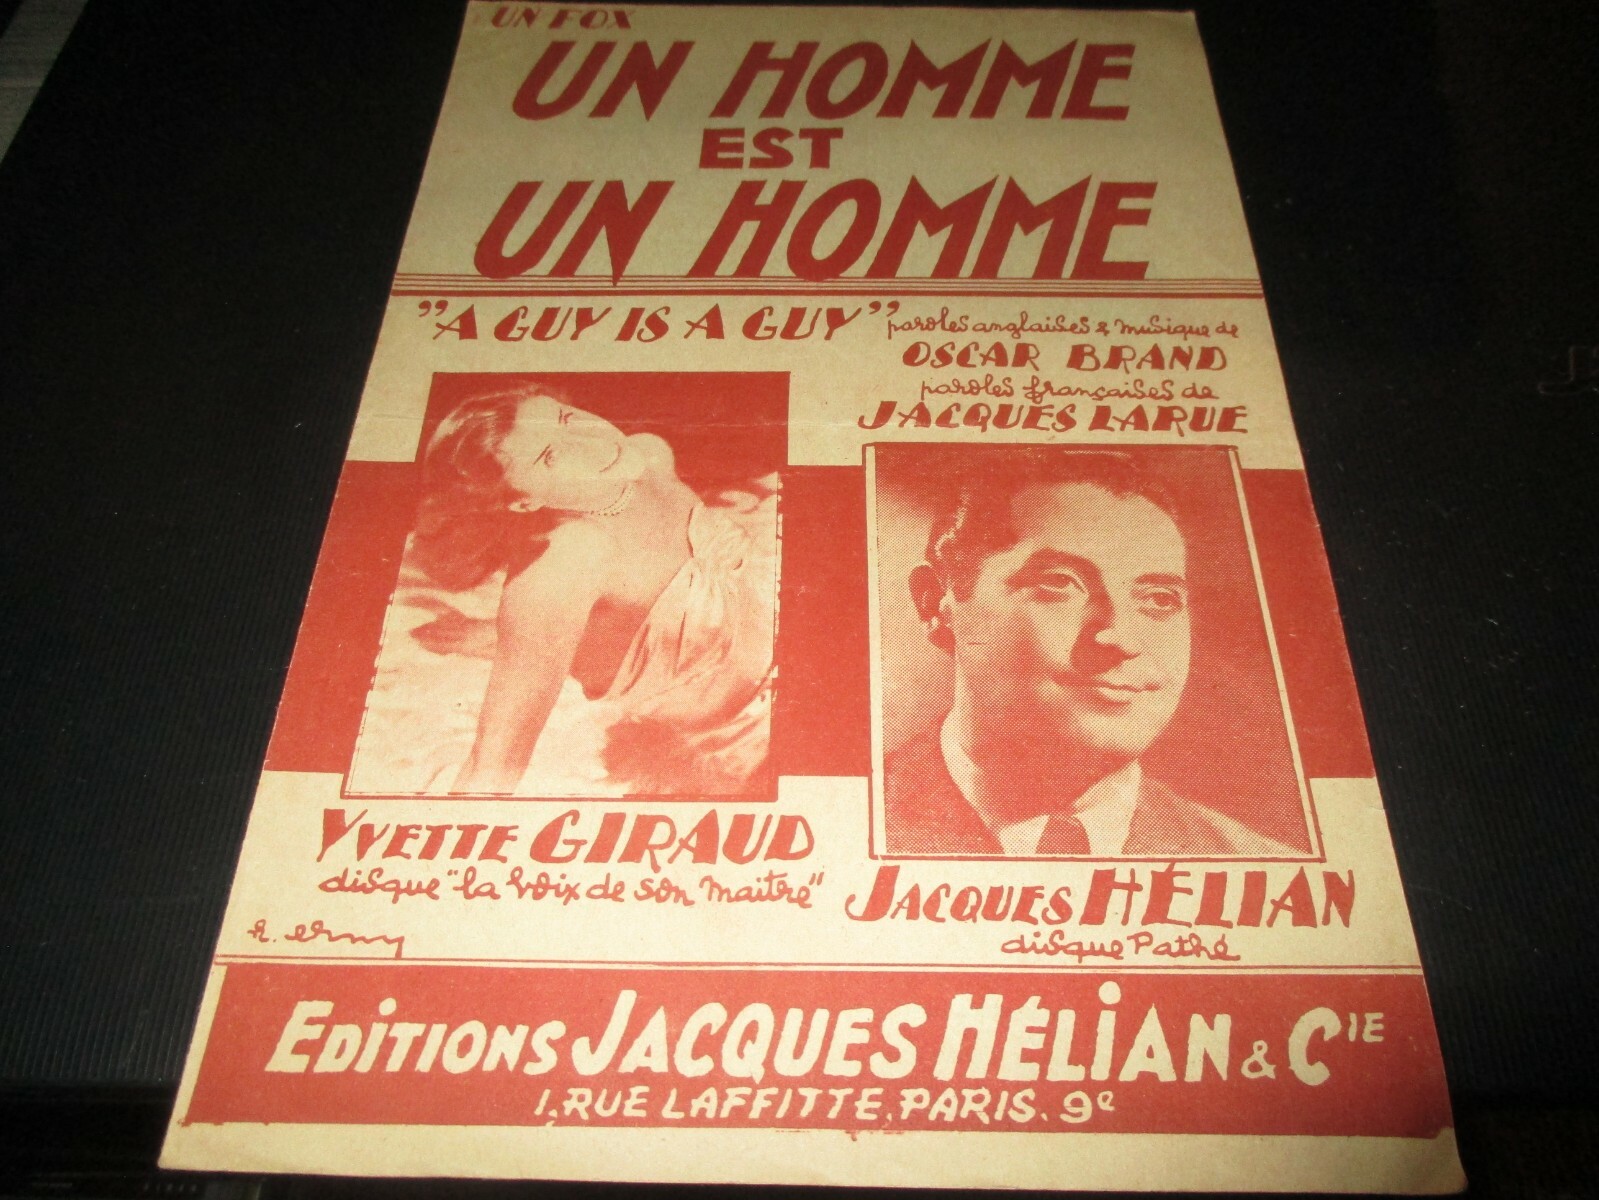 UN FOX
UN HOMME
EST
UN HOMME
"A GUY IS A GUY"
paroles anglaises & musique de
OSCAR BRAND
paroles françaises de
JACQUES LARUE
YVETTE GIRAUD
disque "la voix de son maître"
JACQUES HÉLIAN
disque Pathé
EDITIONS JACQUES HÉLIAN & CIE
1, RUE LAFFITTE, PARIS. 9e